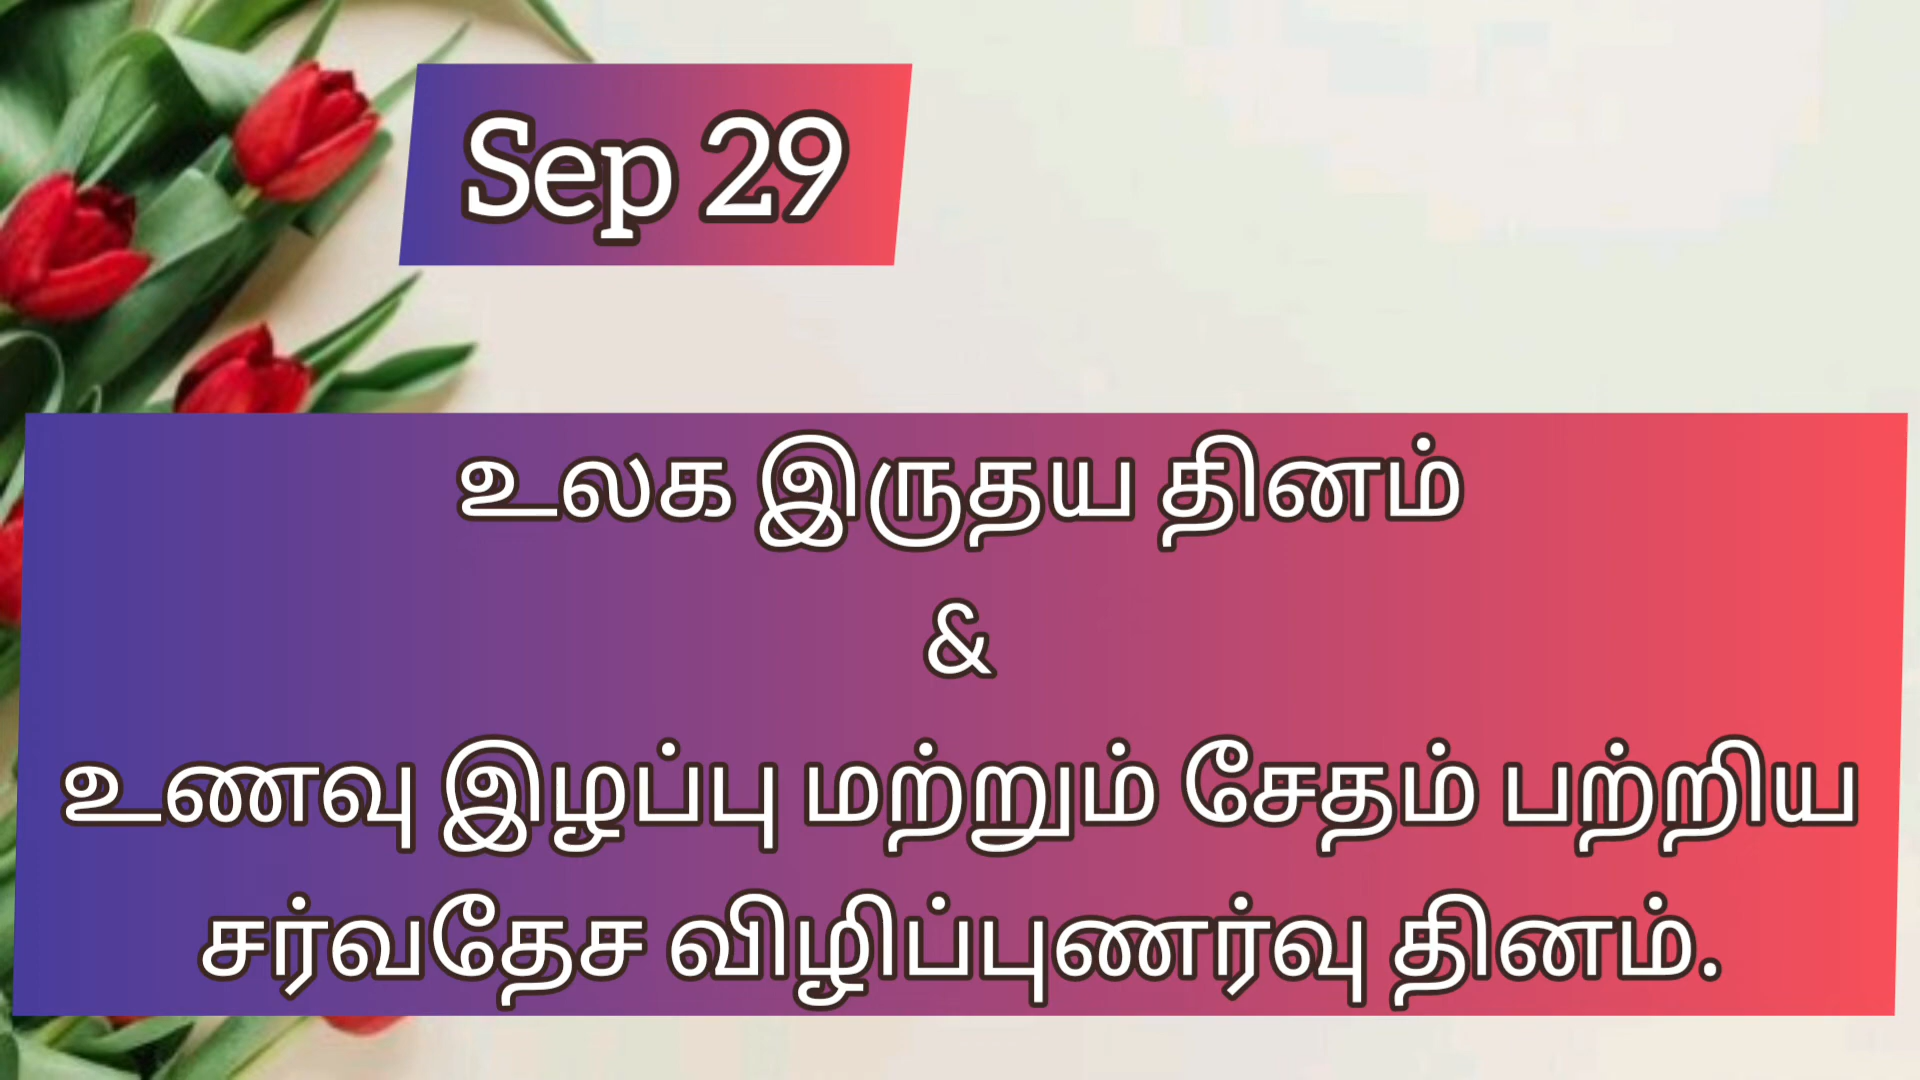 Sep 29
உலக இருதய தினம்
&
உணவு இழப்பு மற்றும் சேதம் பற்றிய
சர்வதேச விழிப்புணர்வு தினம்.